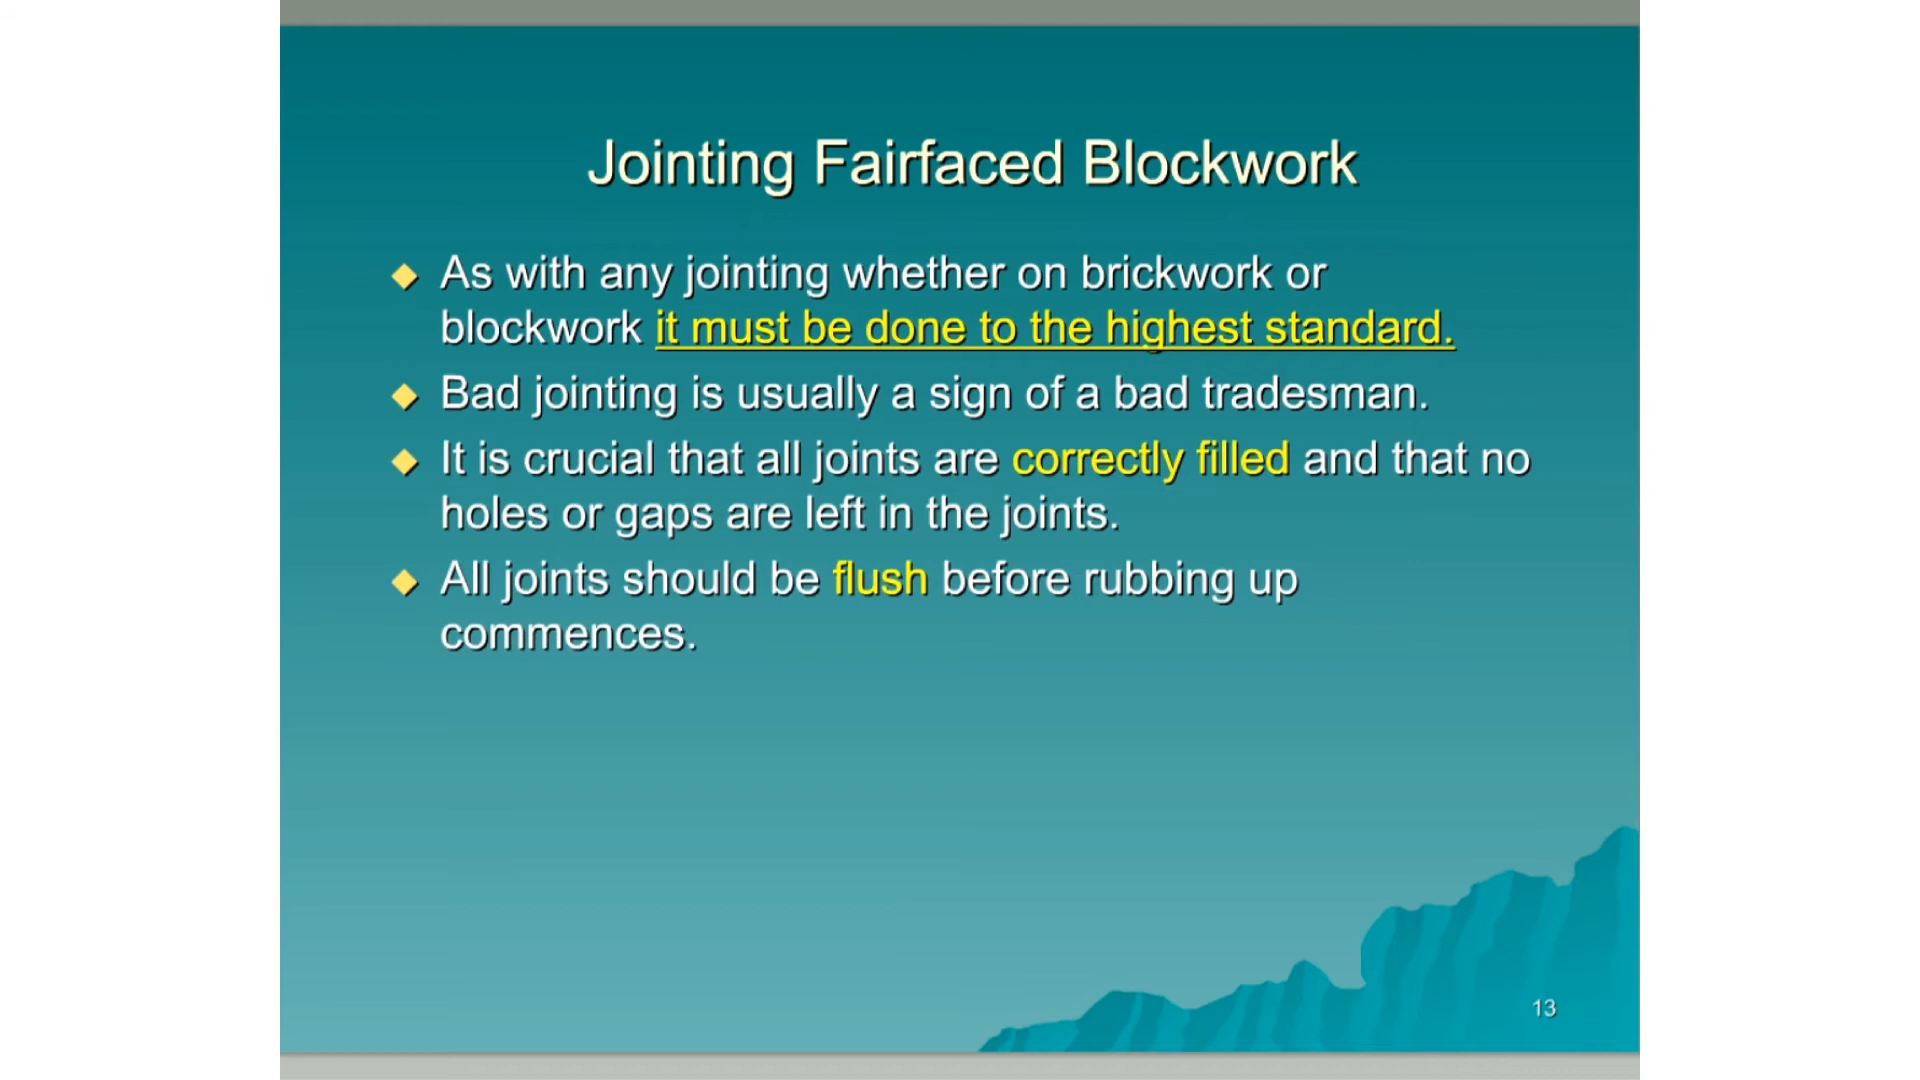 Jointing Fairfaced Blockwork
As with any jointing whether on brickwork or
blockwork it must be done to the highest standard.
Bad jointing is usually a sign of a bad tradesman.
It is crucial that all joints are correctly filled and that no
holes or gaps are left in the joints.
All joints should be flush before rubbing up
commences.
13